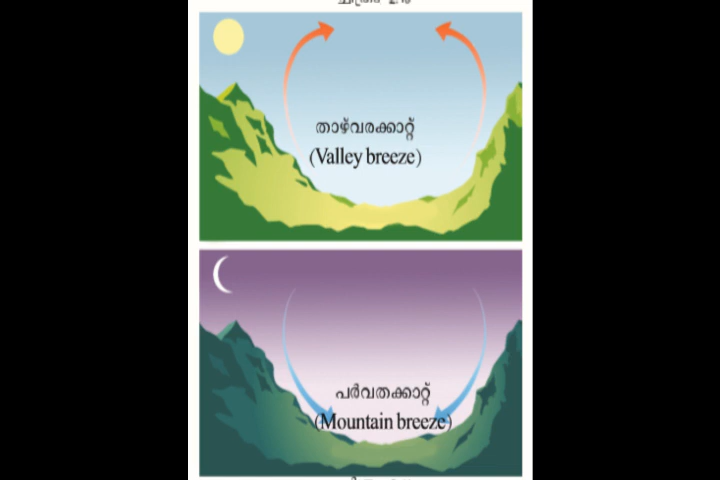 താഴ്‌വരക്കാറ്റ്
(Valley breeze)
പർവതക്കാറ്റ്
(Mountain breeze)